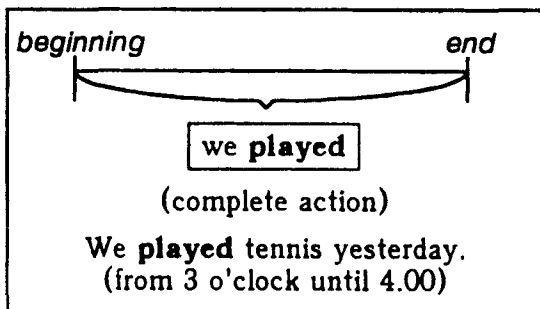 beginning end
we played
(complete action)
We played tennis yesterday.
(from 3 o'clock until 4.00)